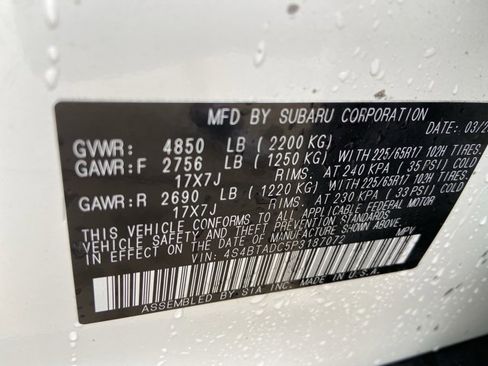 MFD BY SUBARU CORPORATION
DATE: 03/2
GVWR: 4850 LB (2200 KG)
GAWR:F 2756 LB (1250 KG) WITH 225/65R17 102H TIRES,
17X7J RIMS. AT 240 KPA (35 PSI) COLD
GAWR:R 2690 LB (1220 KG) WITH 225/65R17 102H TIRES,
17X7J RIMS. AT 230 KPA (33 PSI) COLD
THIS VEHICLE CONFORMS TO ALL APPLICABLE FEDERAL MOTOR
VEHICLE SAFETY AND THEFT PREVENTION STANDARDS
IN EFFECT ON THE DATE OF MANUFACTURE SHOWN ABOVE.
VIN: 4S4BTADC5P3187072 MPV
ASSEMBLED BY SIA INC. MADE IN U.S.A.